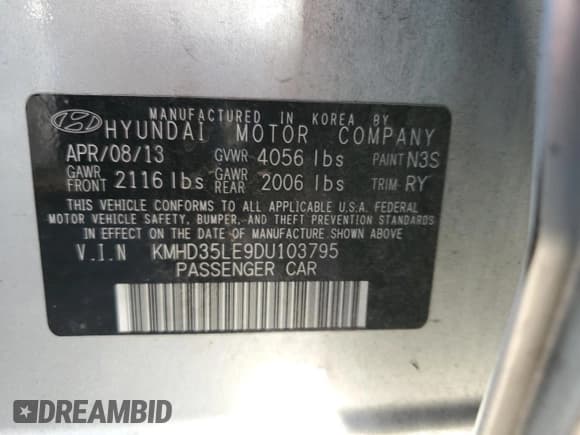 MANUFACTURED IN KOREA BY
HYUNDAI MOTOR COMPANY
APR/08/13 GVWR 4056 lbs PAINT N3S
GAWR FRONT 2116 lbs GAWR REAR 2006 lbs TRIM RY
THIS VEHICLE CONFORMS TO ALL APPLICABLE U.S.A. FEDERAL
MOTOR VEHICLE SAFETY, BUMPER, AND THEFT PREVENTION STANDARDS
IN EFFECT ON THE DATE OF MANUFACTURE SHOWN ABOVE.
V.I.N KMHD35LE9DU103795
PASSENGER CAR
DREAMBID